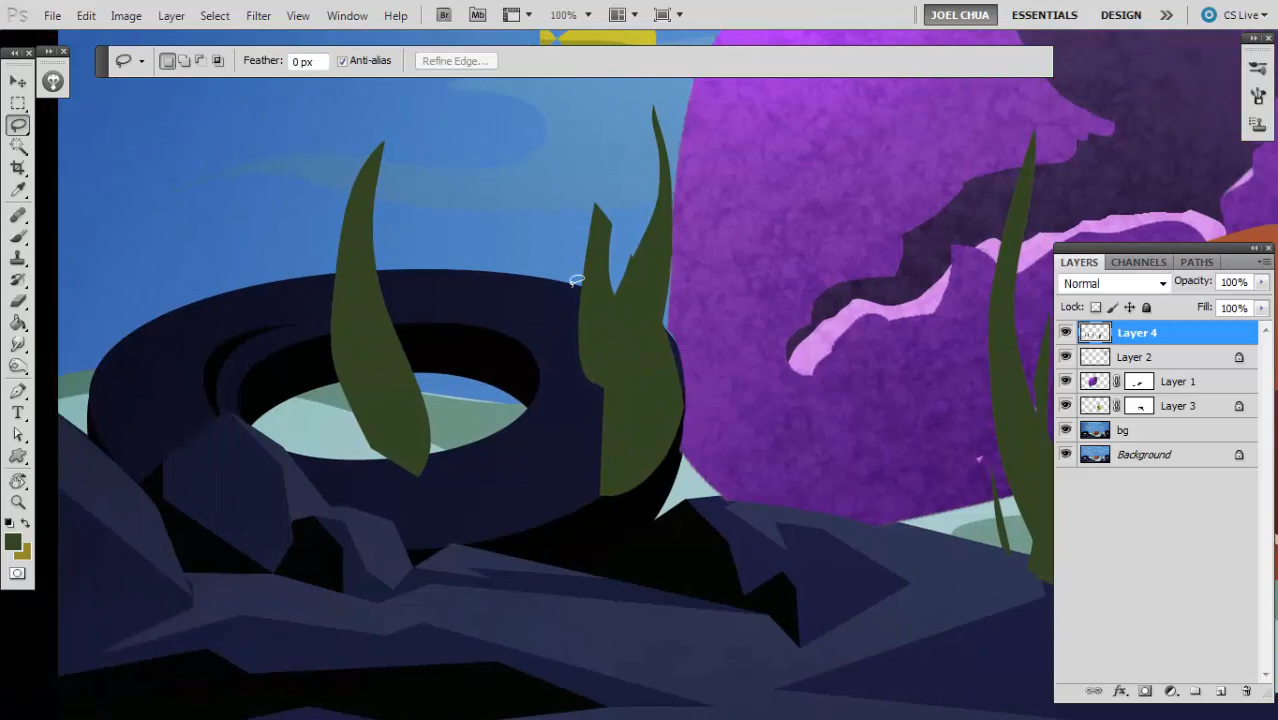 Ps File Edit Image Layer Select Filter View Window Help Br Mb 100% JOEL CHUA ESSENTIALS DESIGN CS Live
Feather: 0 px Anti-alias Refine Edge...
LAYERS CHANNELS PATHS
Normal Opacity: 100%
Lock: Fill: 100%
Layer 4
Layer 2
Layer 1
Layer 3
bg
Background
T
fx